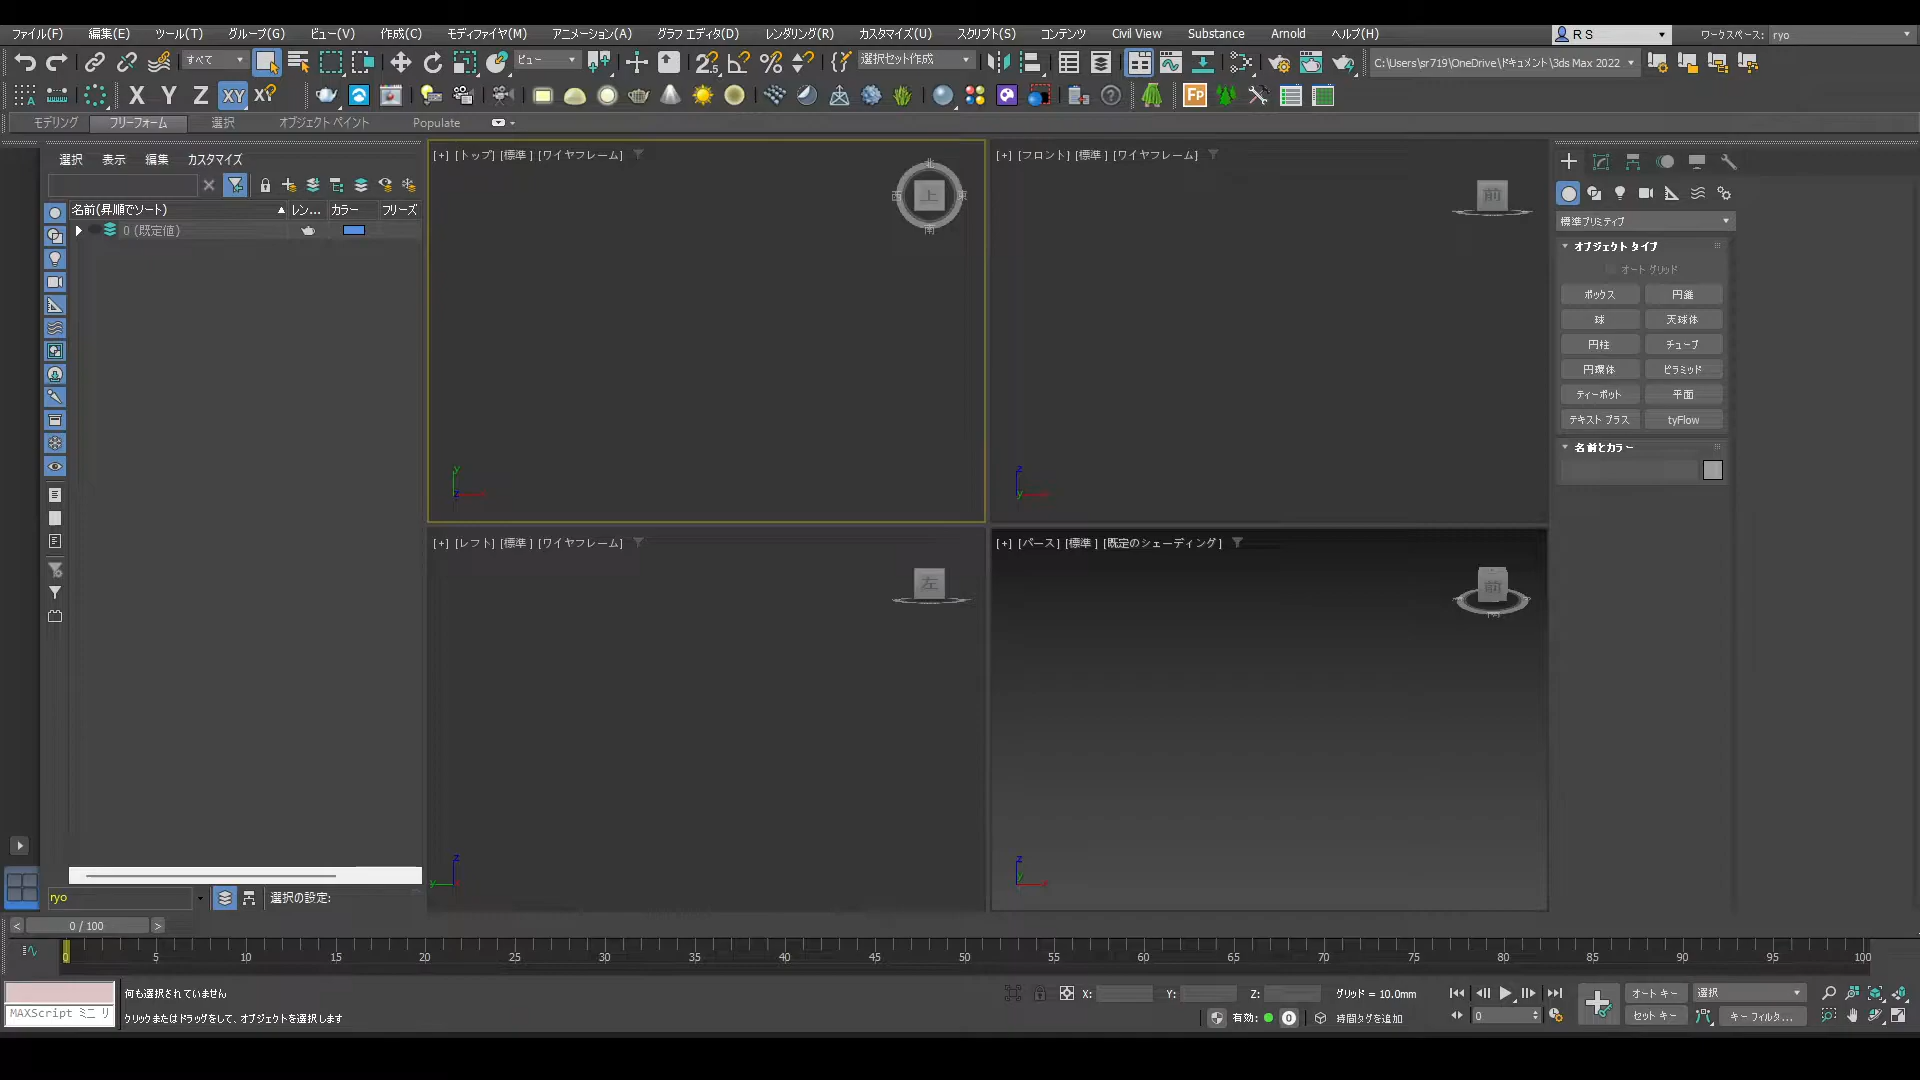 ファイル(F) 編集(E) ツール(T) グループ(G) ビュー(V) 作成(C) モディファイヤ(M) アニメーション(A) グラフ エディタ(D) レンダリング(R) カスタマイズ(U) スクリプト(S) コンテンツ Civil View Substance Arnold ヘルプ(H) R S ワークスペース: ryo
すべて ビュー 選択セット作成 C:\Users\sr719\OneDrive\ドキュメント\3ds Max 2022
X Y Z XY XY
モデリング フリーフォーム 選択 オブジェクト ペイント Populate
選択 表示 編集 カスタマイズ
名前(昇順でソート) レン... カラー フリーズ
0 (既定値)
[+] [トップ] [標準] [ワイヤフレーム]
北
西 上 東
南
y
z
[+] [フロント] [標準] [ワイヤフレーム]
前
z
y
[+] [レフト] [標準] [ワイヤフレーム]
左
z
y
[+] [パース] [標準] [既定のシェーディング]
前
z
y
x
標準プリミティブ
オブジェクト タイプ
オート グリッド
ボックス 円錐
球 天球体
円柱 チューブ
円環体 ピラミッド
ティーポット 平面
テキスト プラス tyFlow
名前とカラー
ryo 選択の設定:
< 0 / 100 >
0 5 10 15 20 25 30 35 40 45 50 55 60 65 70 75 80 85 90 95 100
何も選択されていません X: Y: Z: グリッド = 10.0mm オート キー 選択
MAXScript ミニ リ クリックまたはドラッグをして、オブジェクトを選択します 有効: 0 時間タグを追加 0 セット キー キー フィルタ...